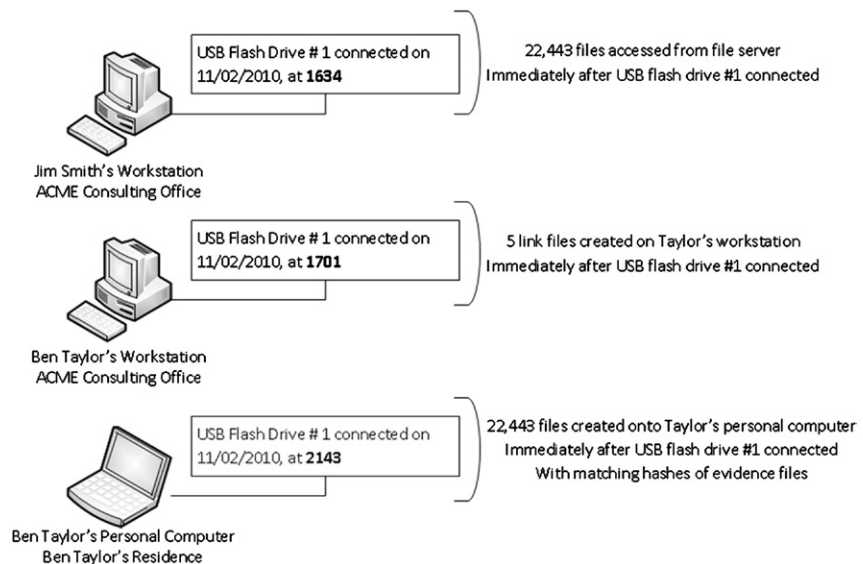 USB Flash Drive # 1 connected on
11/02/2010, at 1634
22,443 files accessed from file server
Immediately after USB flash drive #1 connected
Jim Smith's Workstation
ACME Consulting Office
USB Flash Drive # 1 connected on
11/02/2010, at 1701
5 link files created on Taylor's workstation
Immediately after USB flash drive #1 connected
Ben Taylor's Workstation
ACME Consulting Office
USB Flash Drive # 1 connected on
11/02/2010, at 2143
22,443 files created onto Taylor's personal computer
Immediately after USB flash drive #1 connected
With matching hashes of evidence files
Ben Taylor's Personal Computer
Ben Taylor's Residence